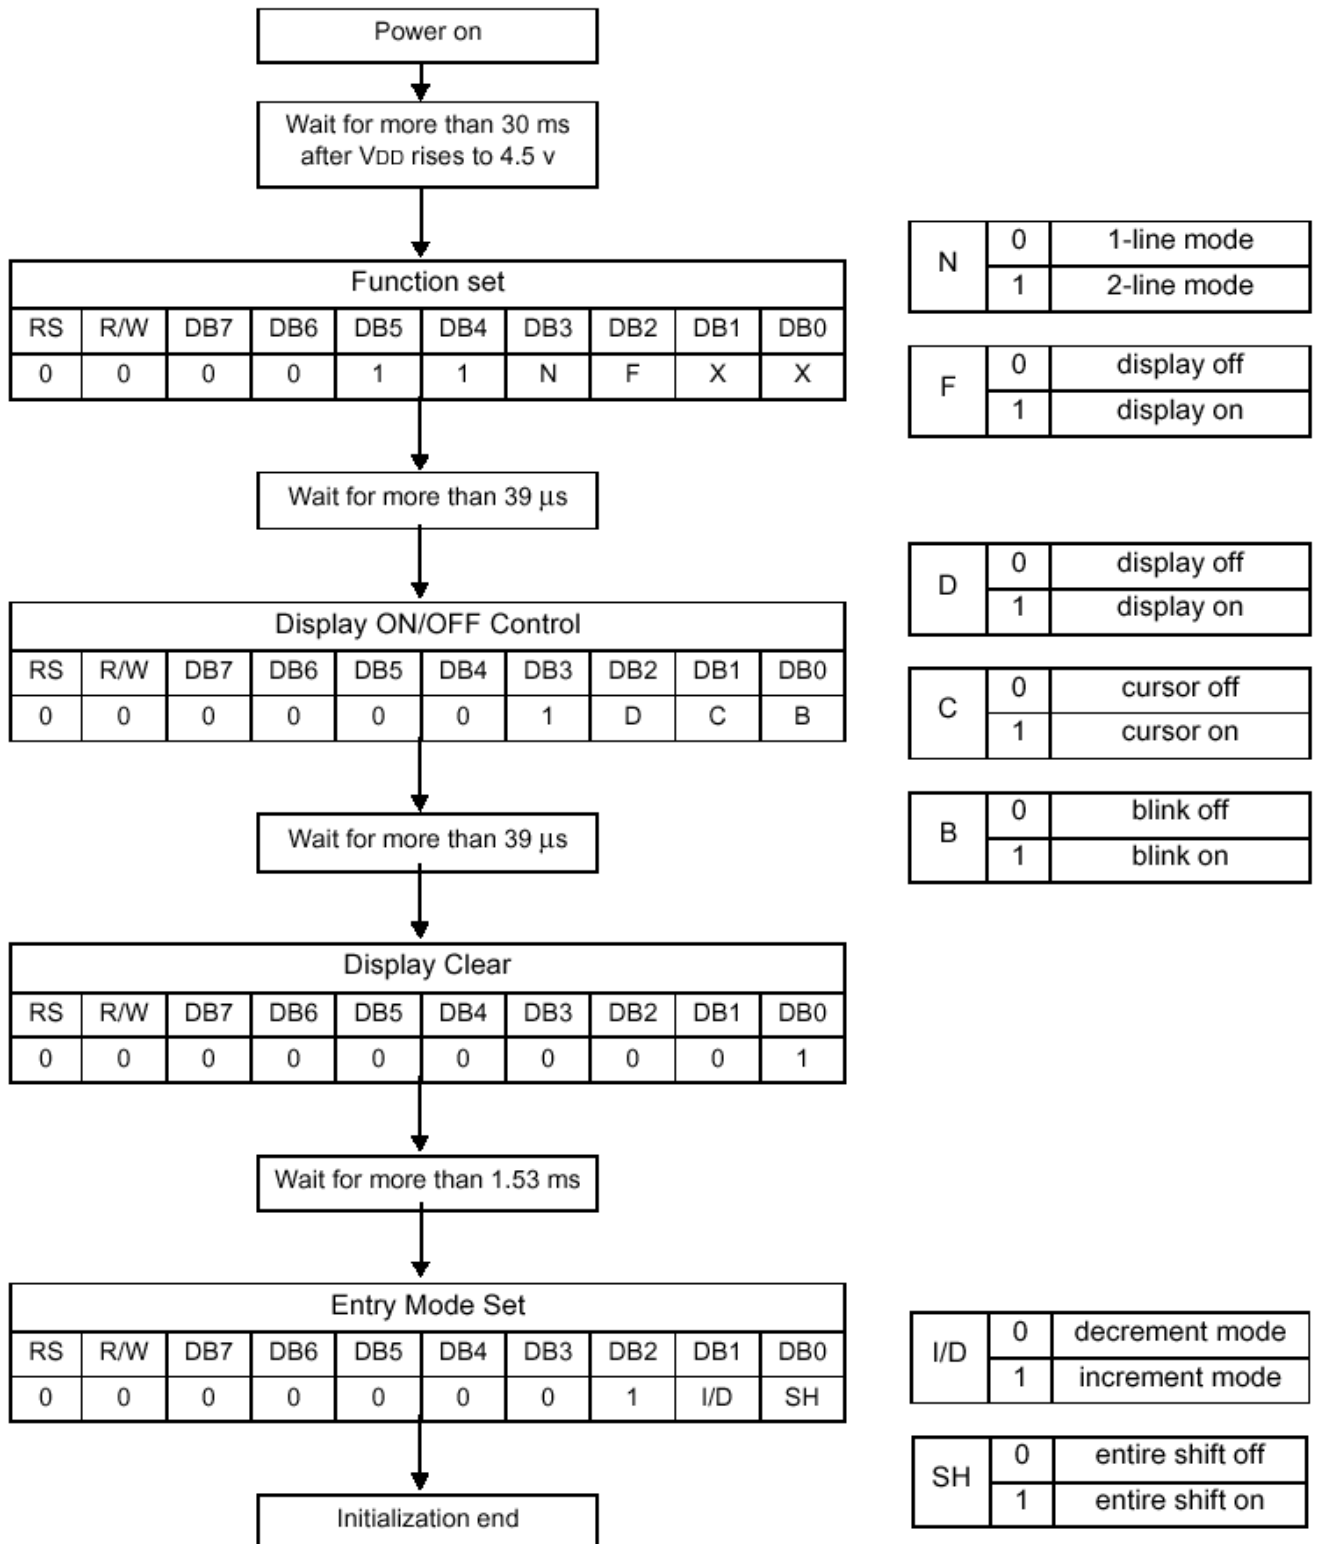 Power on
Wait for more than 30 ms
after VDD rises to 4.5 v
Function set
RS R/W DB7 DB6 DB5 DB4 DB3 DB2 DB1 DB0
0 0 0 0 1 1 N F X X
N 0 1-line mode
1 2-line mode
F 0 display off
1 display on
Wait for more than 39 μs
Display ON/OFF Control
RS R/W DB7 DB6 DB5 DB4 DB3 DB2 DB1 DB0
0 0 0 0 0 0 1 D C B
D 0 display off
1 display on
C 0 cursor off
1 cursor on
B 0 blink off
1 blink on
Wait for more than 39 μs
Display Clear
RS R/W DB7 DB6 DB5 DB4 DB3 DB2 DB1 DB0
0 0 0 0 0 0 0 0 0 1
Wait for more than 1.53 ms
Entry Mode Set
RS R/W DB7 DB6 DB5 DB4 DB3 DB2 DB1 DB0
0 0 0 0 0 0 0 1 I/D SH
I/D 0 decrement mode
1 increment mode
SH 0 entire shift off
1 entire shift on
Initialization end